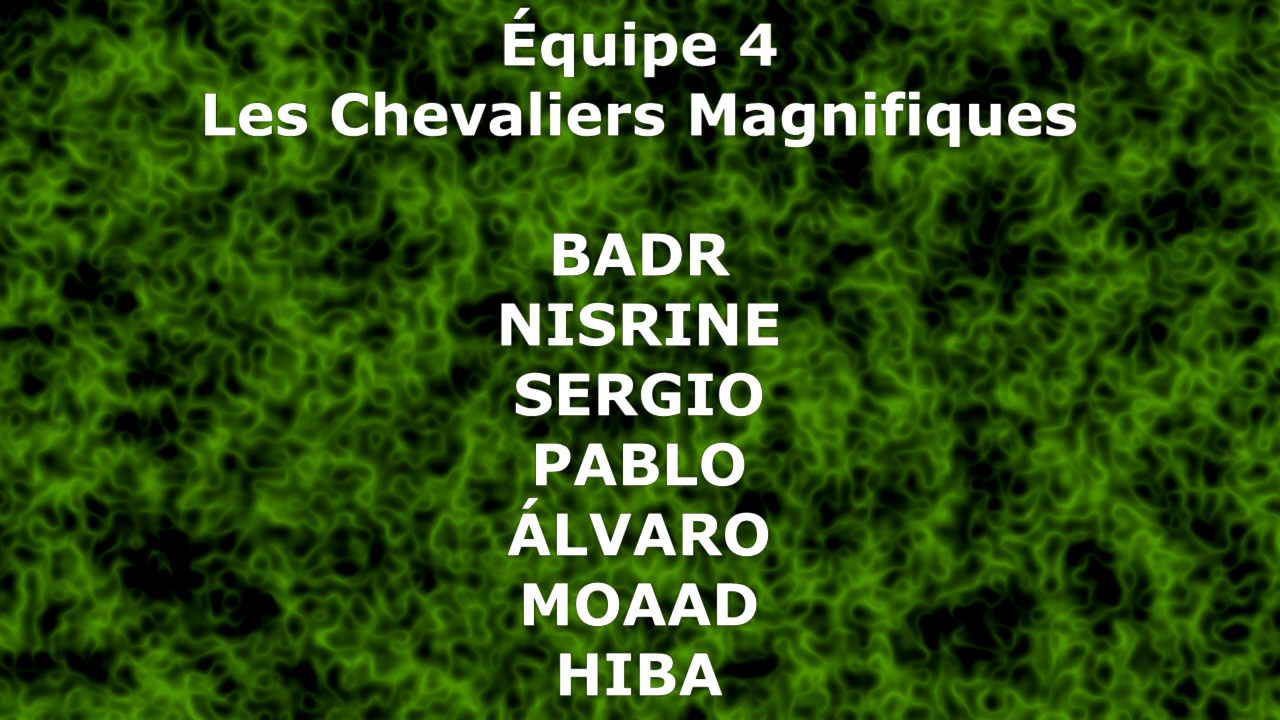 Équipe 4
Les Chevaliers Magnifiques
BADR
NISRINE
SERGIO
PABLO
ÁLVARO
MOAAD
HIBA